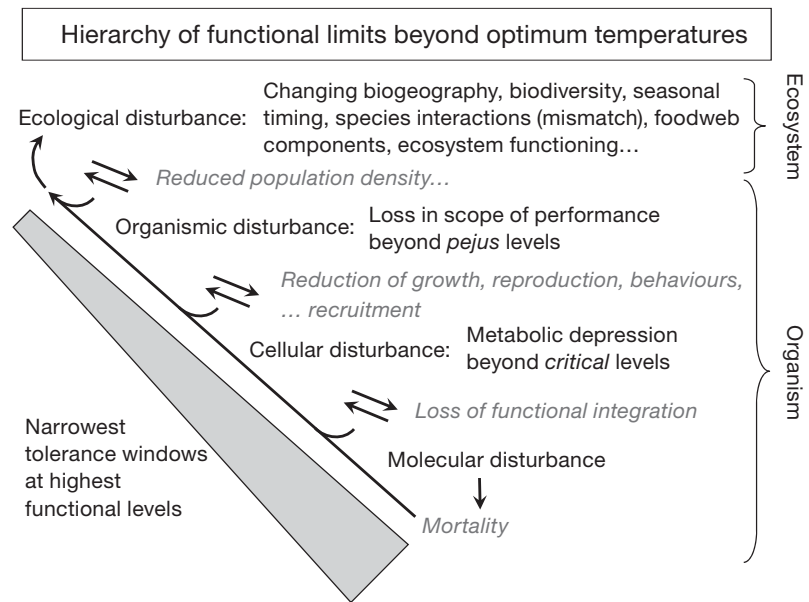 Hierarchy of functional limits beyond optimum temperatures
Ecological disturbance:
Changing biogeography, biodiversity, seasonal
timing, species interactions (mismatch), foodweb
components, ecosystem functioning…
Ecosystem
Reduced population density…
Organismic disturbance:
Loss in scope of performance
beyond pejus levels
Reduction of growth, reproduction, behaviours,
… recruitment
Cellular disturbance:
Metabolic depression
beyond critical levels
Organism
Loss of functional integration
Narrowest
tolerance windows
at highest
functional levels
Molecular disturbance
Mortality